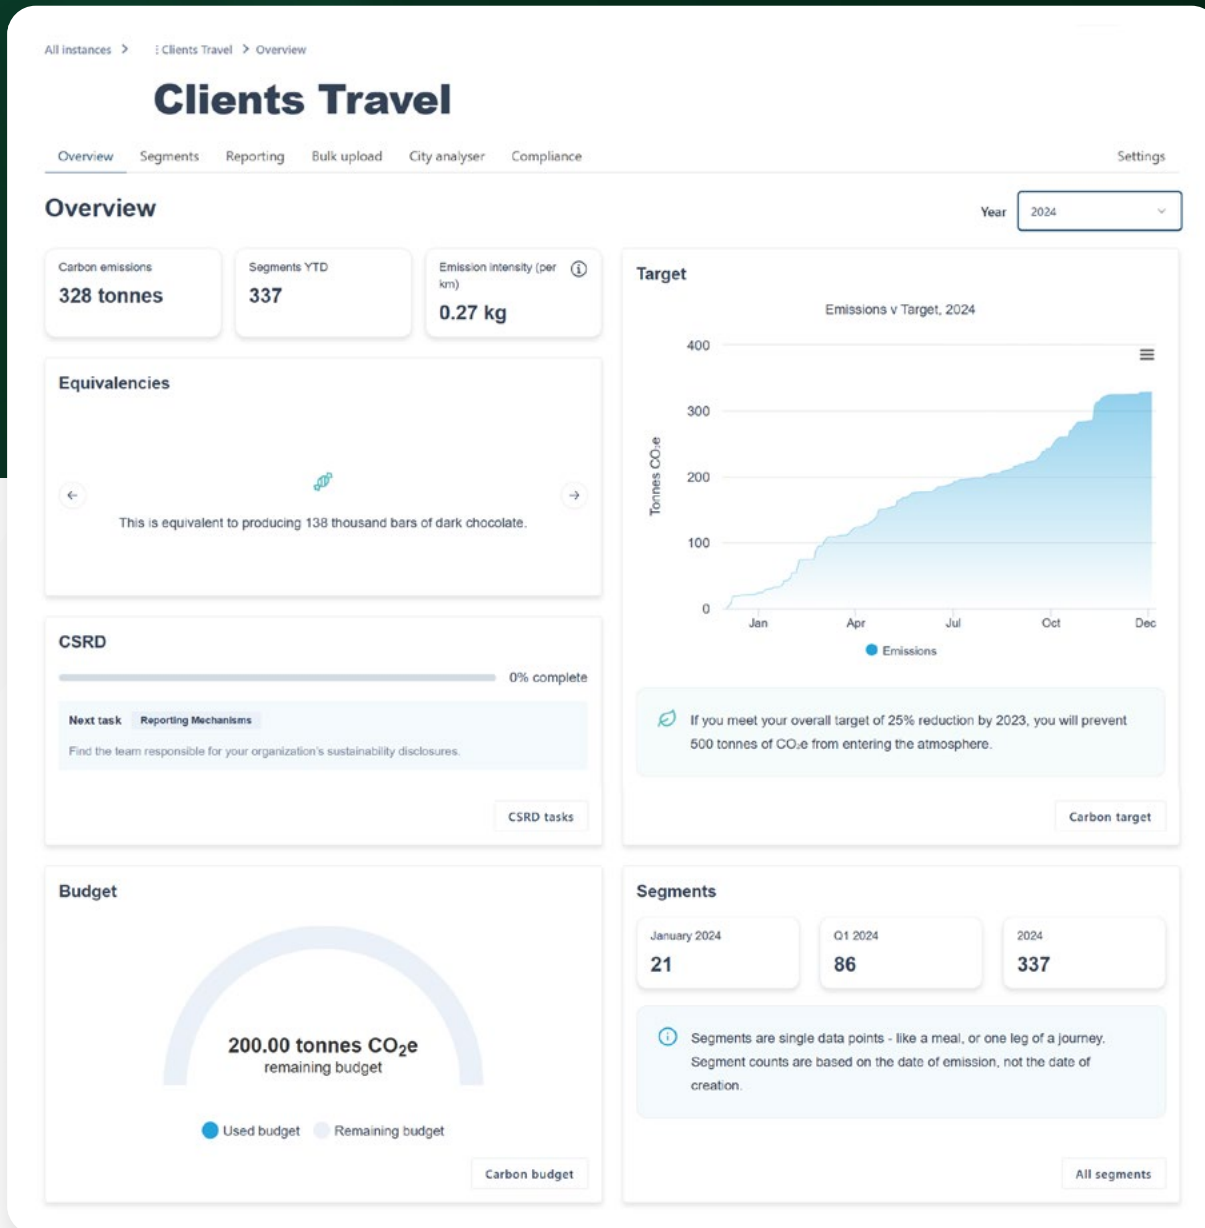 All instances > : Clients Travel > Overview
Clients Travel
Overview Segments Reporting Bulk upload City analyser Compliance Settings
Overview
Year 2024
Carbon emissions
328 tonnes
Segments YTD
337
Emission intensity (per
km)
0.27 kg
Equivalencies
This is equivalent to producing 138 thousand bars of dark chocolate.
CSRD
0% complete
Next task Reporting Mechanisms
Find the team responsible for your organization's sustainability disclosures.
CSRD tasks
Target
Emissions v Target, 2024
Tonnes CO₂e
400
300
200
100
0
Jan Apr Jul Oct Dec
Emissions
If you meet your overall target of 25% reduction by 2023, you will prevent
500 tonnes of CO₂e from entering the atmosphere.
Carbon target
Budget
200.00 tonnes CO₂e
remaining budget
Used budget Remaining budget
Carbon budget
Segments
January 2024
21
Q1 2024
86
2024
337
Segments are single data points - like a meal, or one leg of a journey.
Segment counts are based on the date of emission, not the date of
creation.
All segments